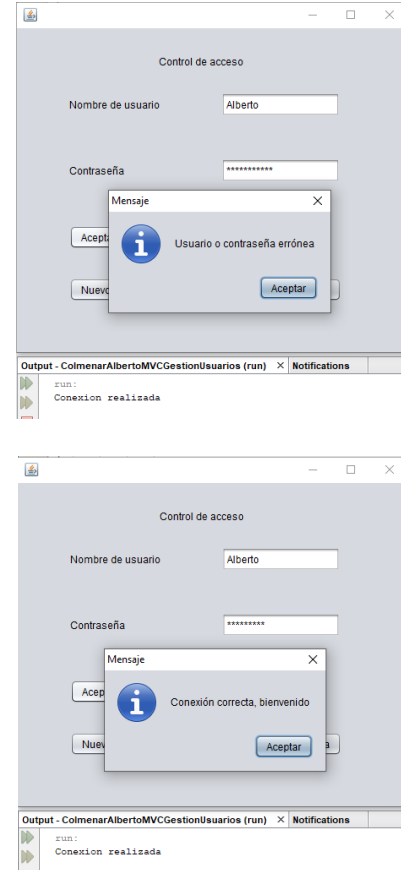 Control de acceso
Nombre de usuario Alberto
Contraseña ***********
Mensaje
Usuario o contraseña errónea
Aceptar
Output - ColmenarAlbertoMVCGestionUsuarios (run) Notifications
run:
Conexion realizada
Control de acceso
Nombre de usuario Alberto
Contraseña *********
Mensaje
Conexión correcta, bienvenido
Aceptar
Output - ColmenarAlbertoMVCGestionUsuarios (run) Notifications
run:
Conexion realizada